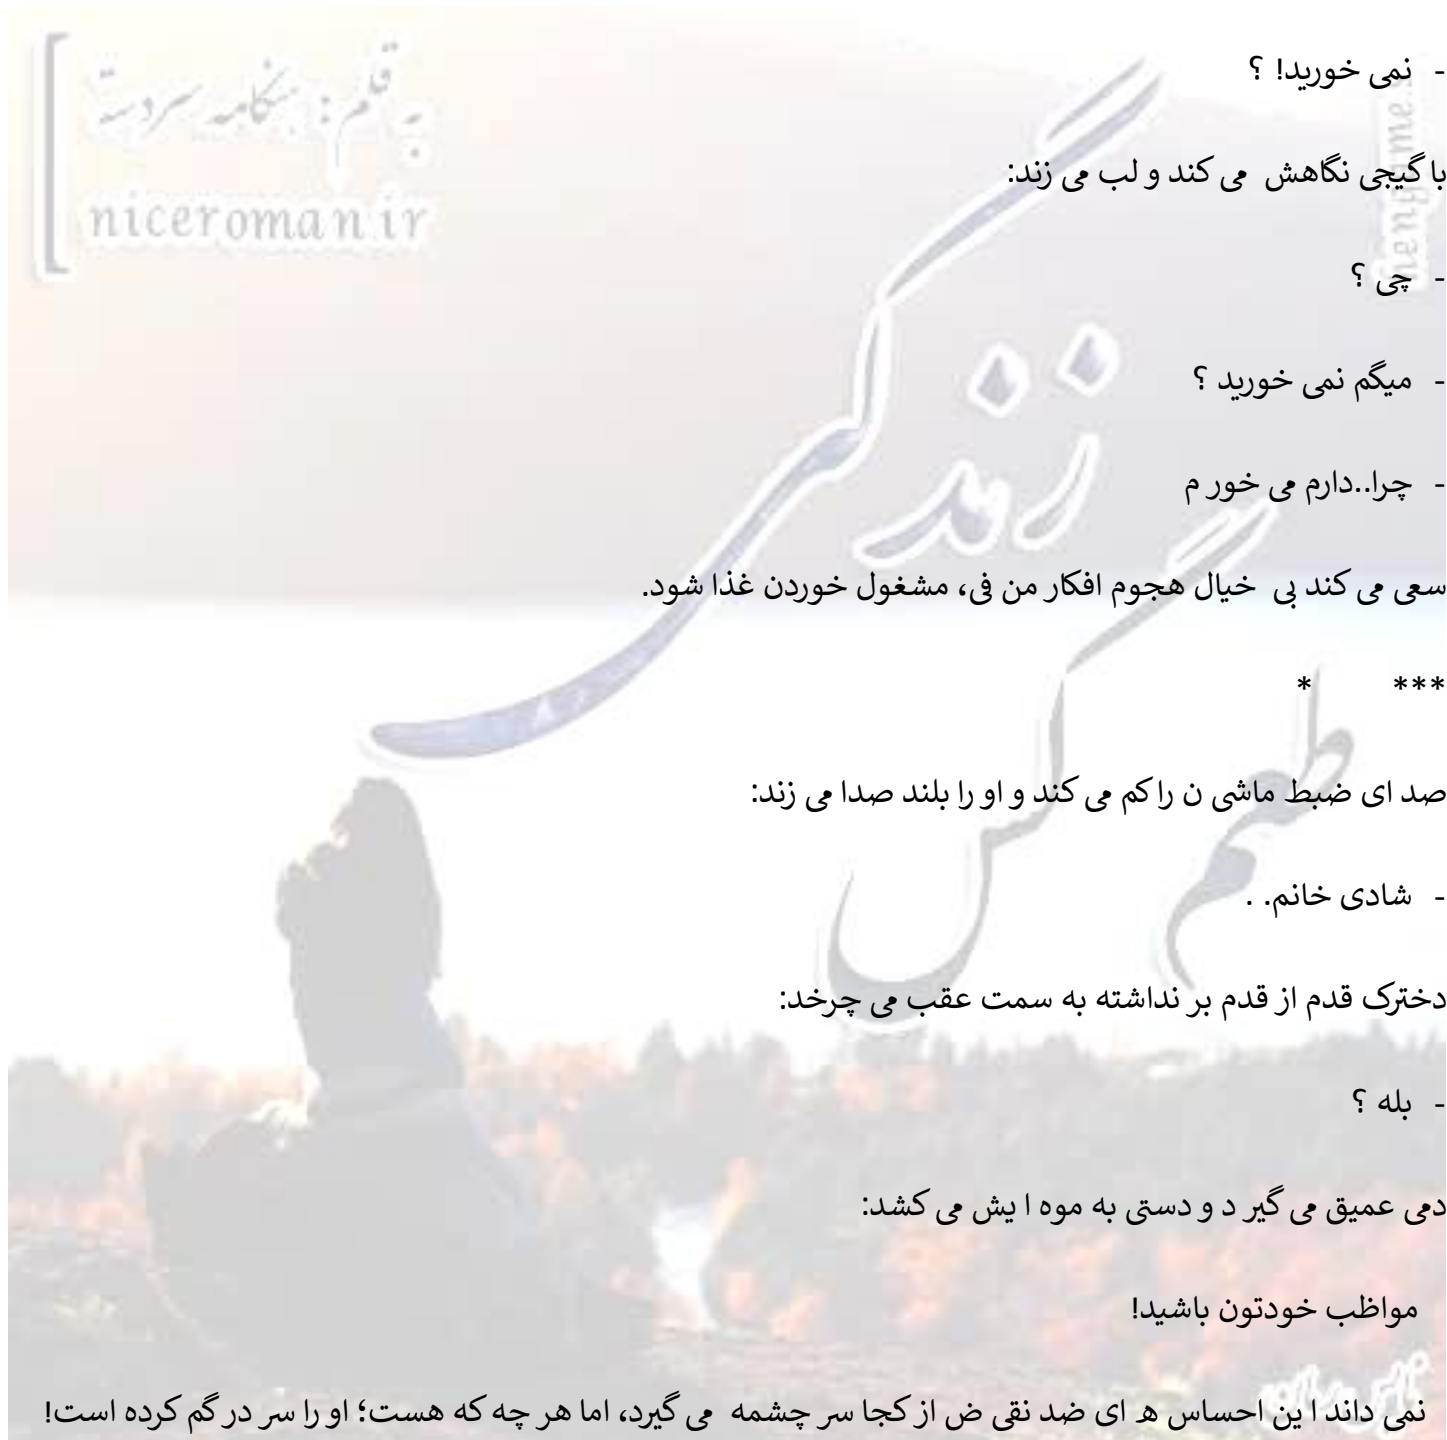 به قلم : هنگامه سردسته
niceroman.ir
زندگی
طعم گس
- نمی خورید! ؟
با گیجی نگاهش می کند و لب می زند:
- چی ؟
- میگم نمی خورید ؟
- چرا..دارم می خور م
سعی می کند بی خیال هجوم افکار من فی، مشغول خوردن غذا شود.
*** *
صد ای ضبط ماشی ن را کم می کند و او را بلند صدا می زند:
- شادی خانم. .
دخترک قدم از قدم بر نداشته به سمت عقب می چرخد:
- بله ؟
دمی عمیق می گیر د و دستی به موه ا یش می کشد:
مواظب خودتون باشید!
نمی داند ا ین احساس ه ای ضد نقی ض از کجا سر چشمه می گیرد، اما هر چه که هست؛ او را سر در گم کرده است!